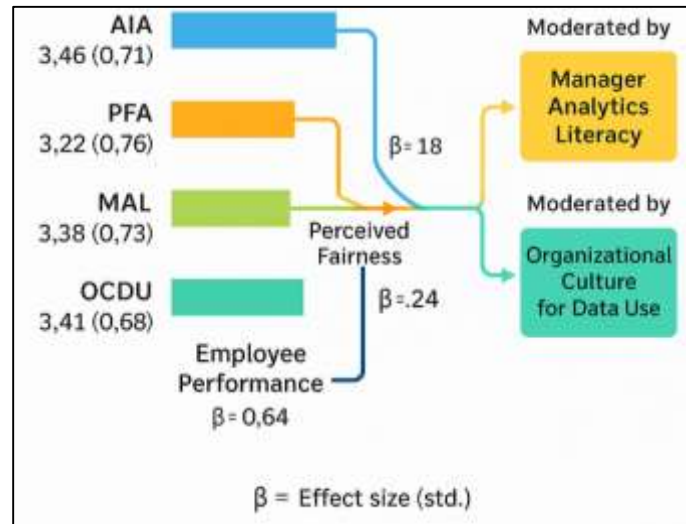 AIA
3,46 (0,71)
PFA
3,22 (0,76)
MAL
3,38 (0,73)
OCDU
3,41 (0,68)
β= 18
Perceived
Fairness
β=.24
Employee
Performance
β = 0,64
Moderated by
Manager
Analytics
Literacy
Moderated by
Organizational
Culture
for Data Use
β = Effect size (std.)